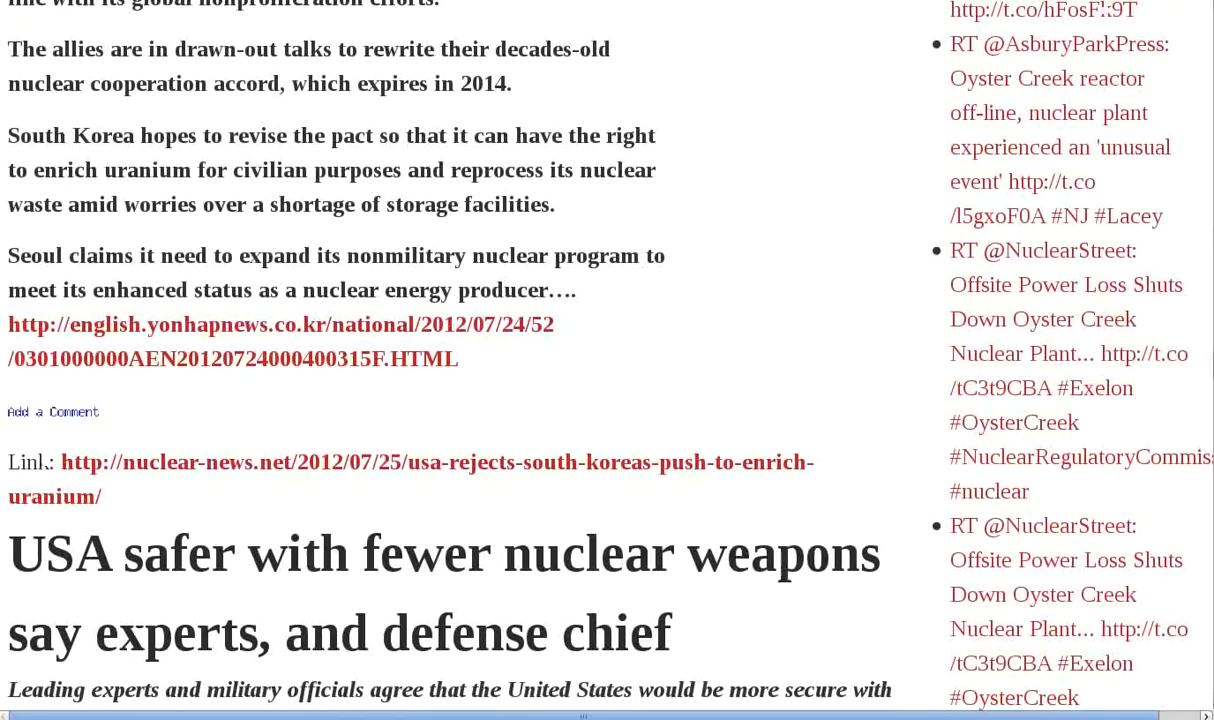 line with its global nonproliferation efforts.
The allies are in drawn-out talks to rewrite their decades-old
nuclear cooperation accord, which expires in 2014.
South Korea hopes to revise the pact so that it can have the right
to enrich uranium for civilian purposes and reprocess its nuclear
waste amid worries over a shortage of storage facilities.
Seoul claims it need to expand its nonmilitary nuclear program to
meet its enhanced status as a nuclear energy producer….
http://english.yonhapnews.co.kr/national/2012/07/24/52
/0301000000AEN20120724000400315F.HTML
Add a Comment
Link: http://nuclear-news.net/2012/07/25/usa-rejects-south-koreas-push-to-enrich-
uranium/
USA safer with fewer nuclear weapons
say experts, and defense chief
Leading experts and military officials agree that the United States would be more secure with
RT @AsburyParkPress:
Oyster Creek reactor
off-line, nuclear plant
experienced an 'unusual
event' http://t.co
/l5gxoF0A #NJ #Lacey
RT @NuclearStreet:
Offsite Power Loss Shuts
Down Oyster Creek
Nuclear Plant... http://t.co
/tC3t9CBA #Exelon
#OysterCreek
#NuclearRegulatoryCommiss
#nuclear
RT @NuclearStreet:
Offsite Power Loss Shuts
Down Oyster Creek
Nuclear Plant... http://t.co
/tC3t9CBA #Exelon
#OysterCreek